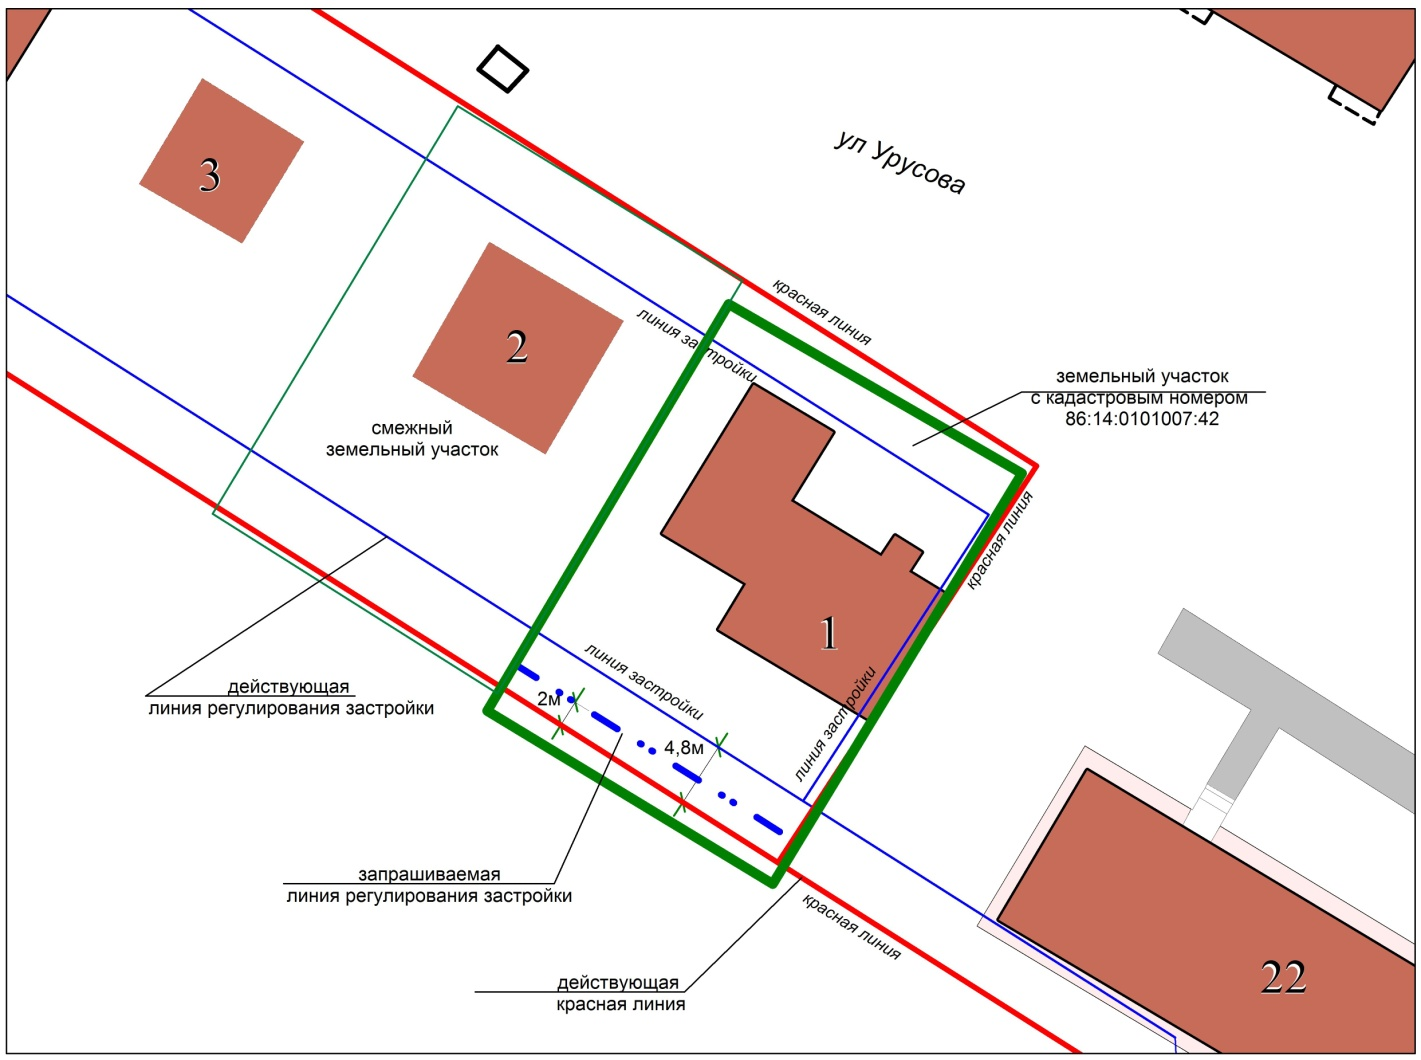 ул Урусова
3
2
красная линия
линия застройки
земельный участок
с кадастровым номером
86:14:0101007:42
смежный
земельный участок
красная линия
1
линия застройки
линия застройки
действующая
линия регулирования застройки
2м
4,8м
запрашиваемая
линия регулирования застройки
красная линия
действующая
красная линия
22